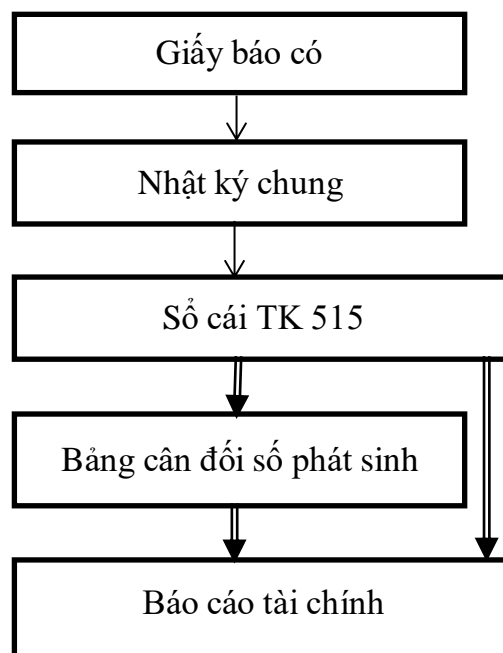 Giấy báo có
Nhật ký chung
Sổ cái TK 515
Bảng cân đối số phát sinh
Báo cáo tài chính